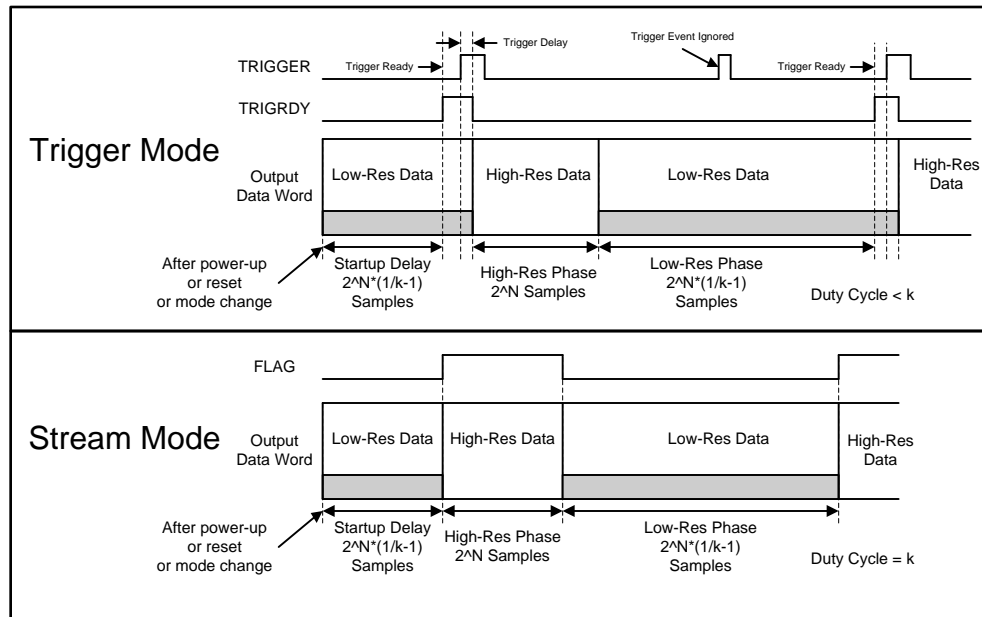 Trigger Mode
Trigger Event Ignored
Trigger Delay
TRIGGER
Trigger Ready
Trigger Ready
TRIGRDY
Output
Data Word
Low-Res Data
High-Res Data
Low-Res Data
High-Res
Data
After power-up
or reset
or mode change
Startup Delay
2^N*(1/k-1)
Samples
High-Res Phase
2^N Samples
Low-Res Phase
2^N*(1/k-1)
Samples
Duty Cycle < k
Stream Mode
FLAG
Output
Data Word
Low-Res Data
High-Res Data
Low-Res Data
High-Res
Data
After power-up
or reset
or mode change
Startup Delay
2^N*(1/k-1)
Samples
High-Res Phase
2^N Samples
Low-Res Phase
2^N*(1/k-1)
Samples
Duty Cycle = k